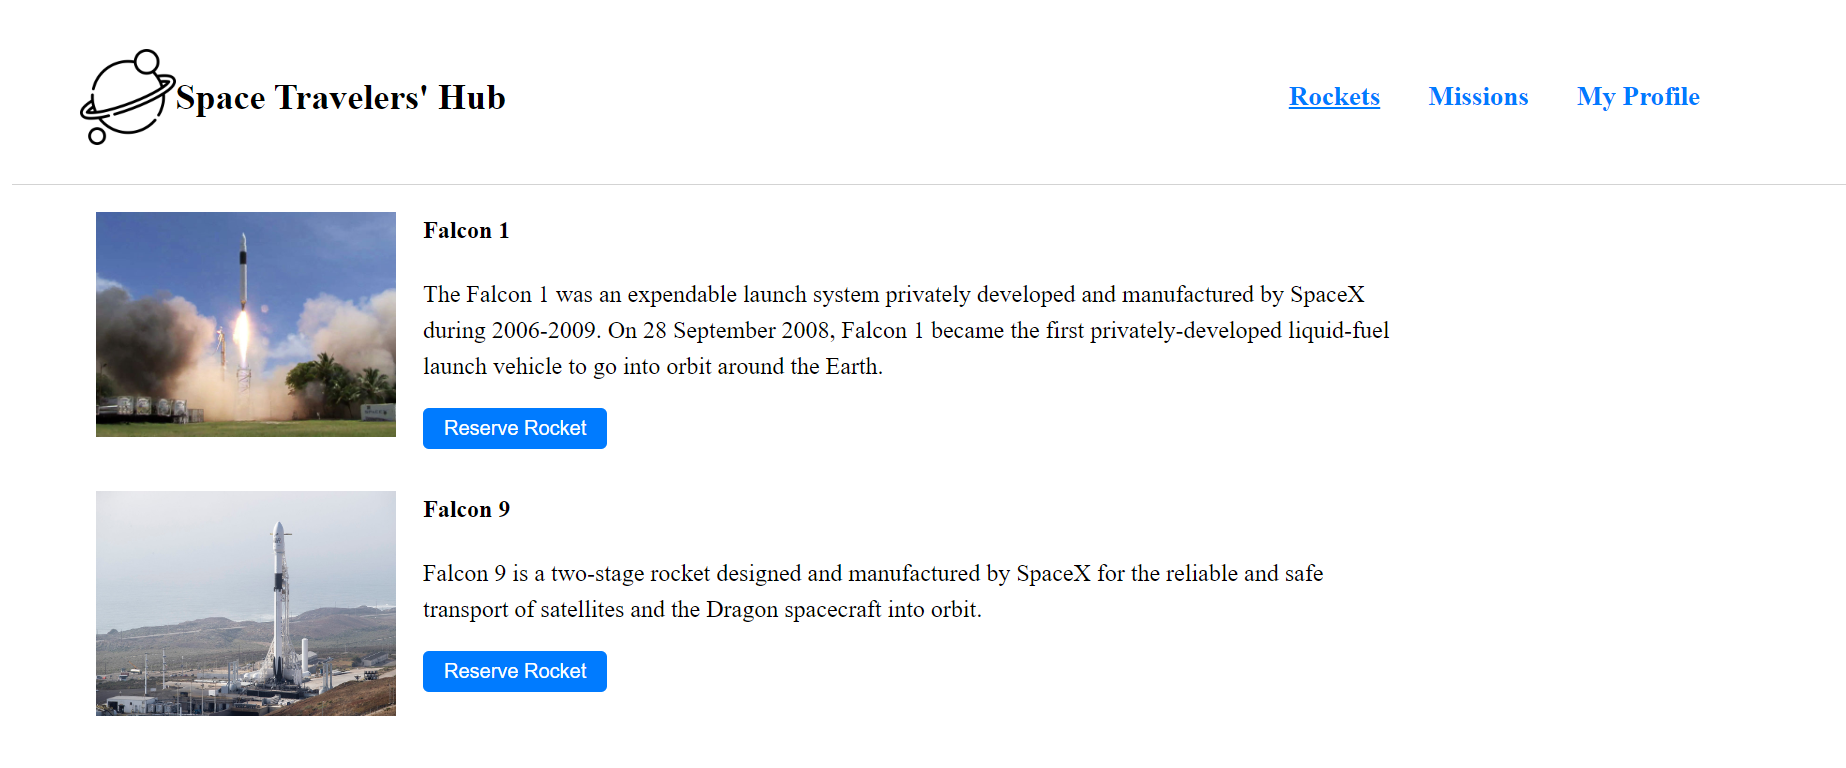 Space Travelers' Hub
Rockets
Missions
My Profile
Falcon 1
The Falcon 1 was an expendable launch system privately developed and manufactured by SpaceX
during 2006-2009. On 28 September 2008, Falcon 1 became the first privately-developed liquid-fuel
launch vehicle to go into orbit around the Earth.
Reserve Rocket
Falcon 9
Falcon 9 is a two-stage rocket designed and manufactured by SpaceX for the reliable and safe
transport of satellites and the Dragon spacecraft into orbit.
Reserve Rocket